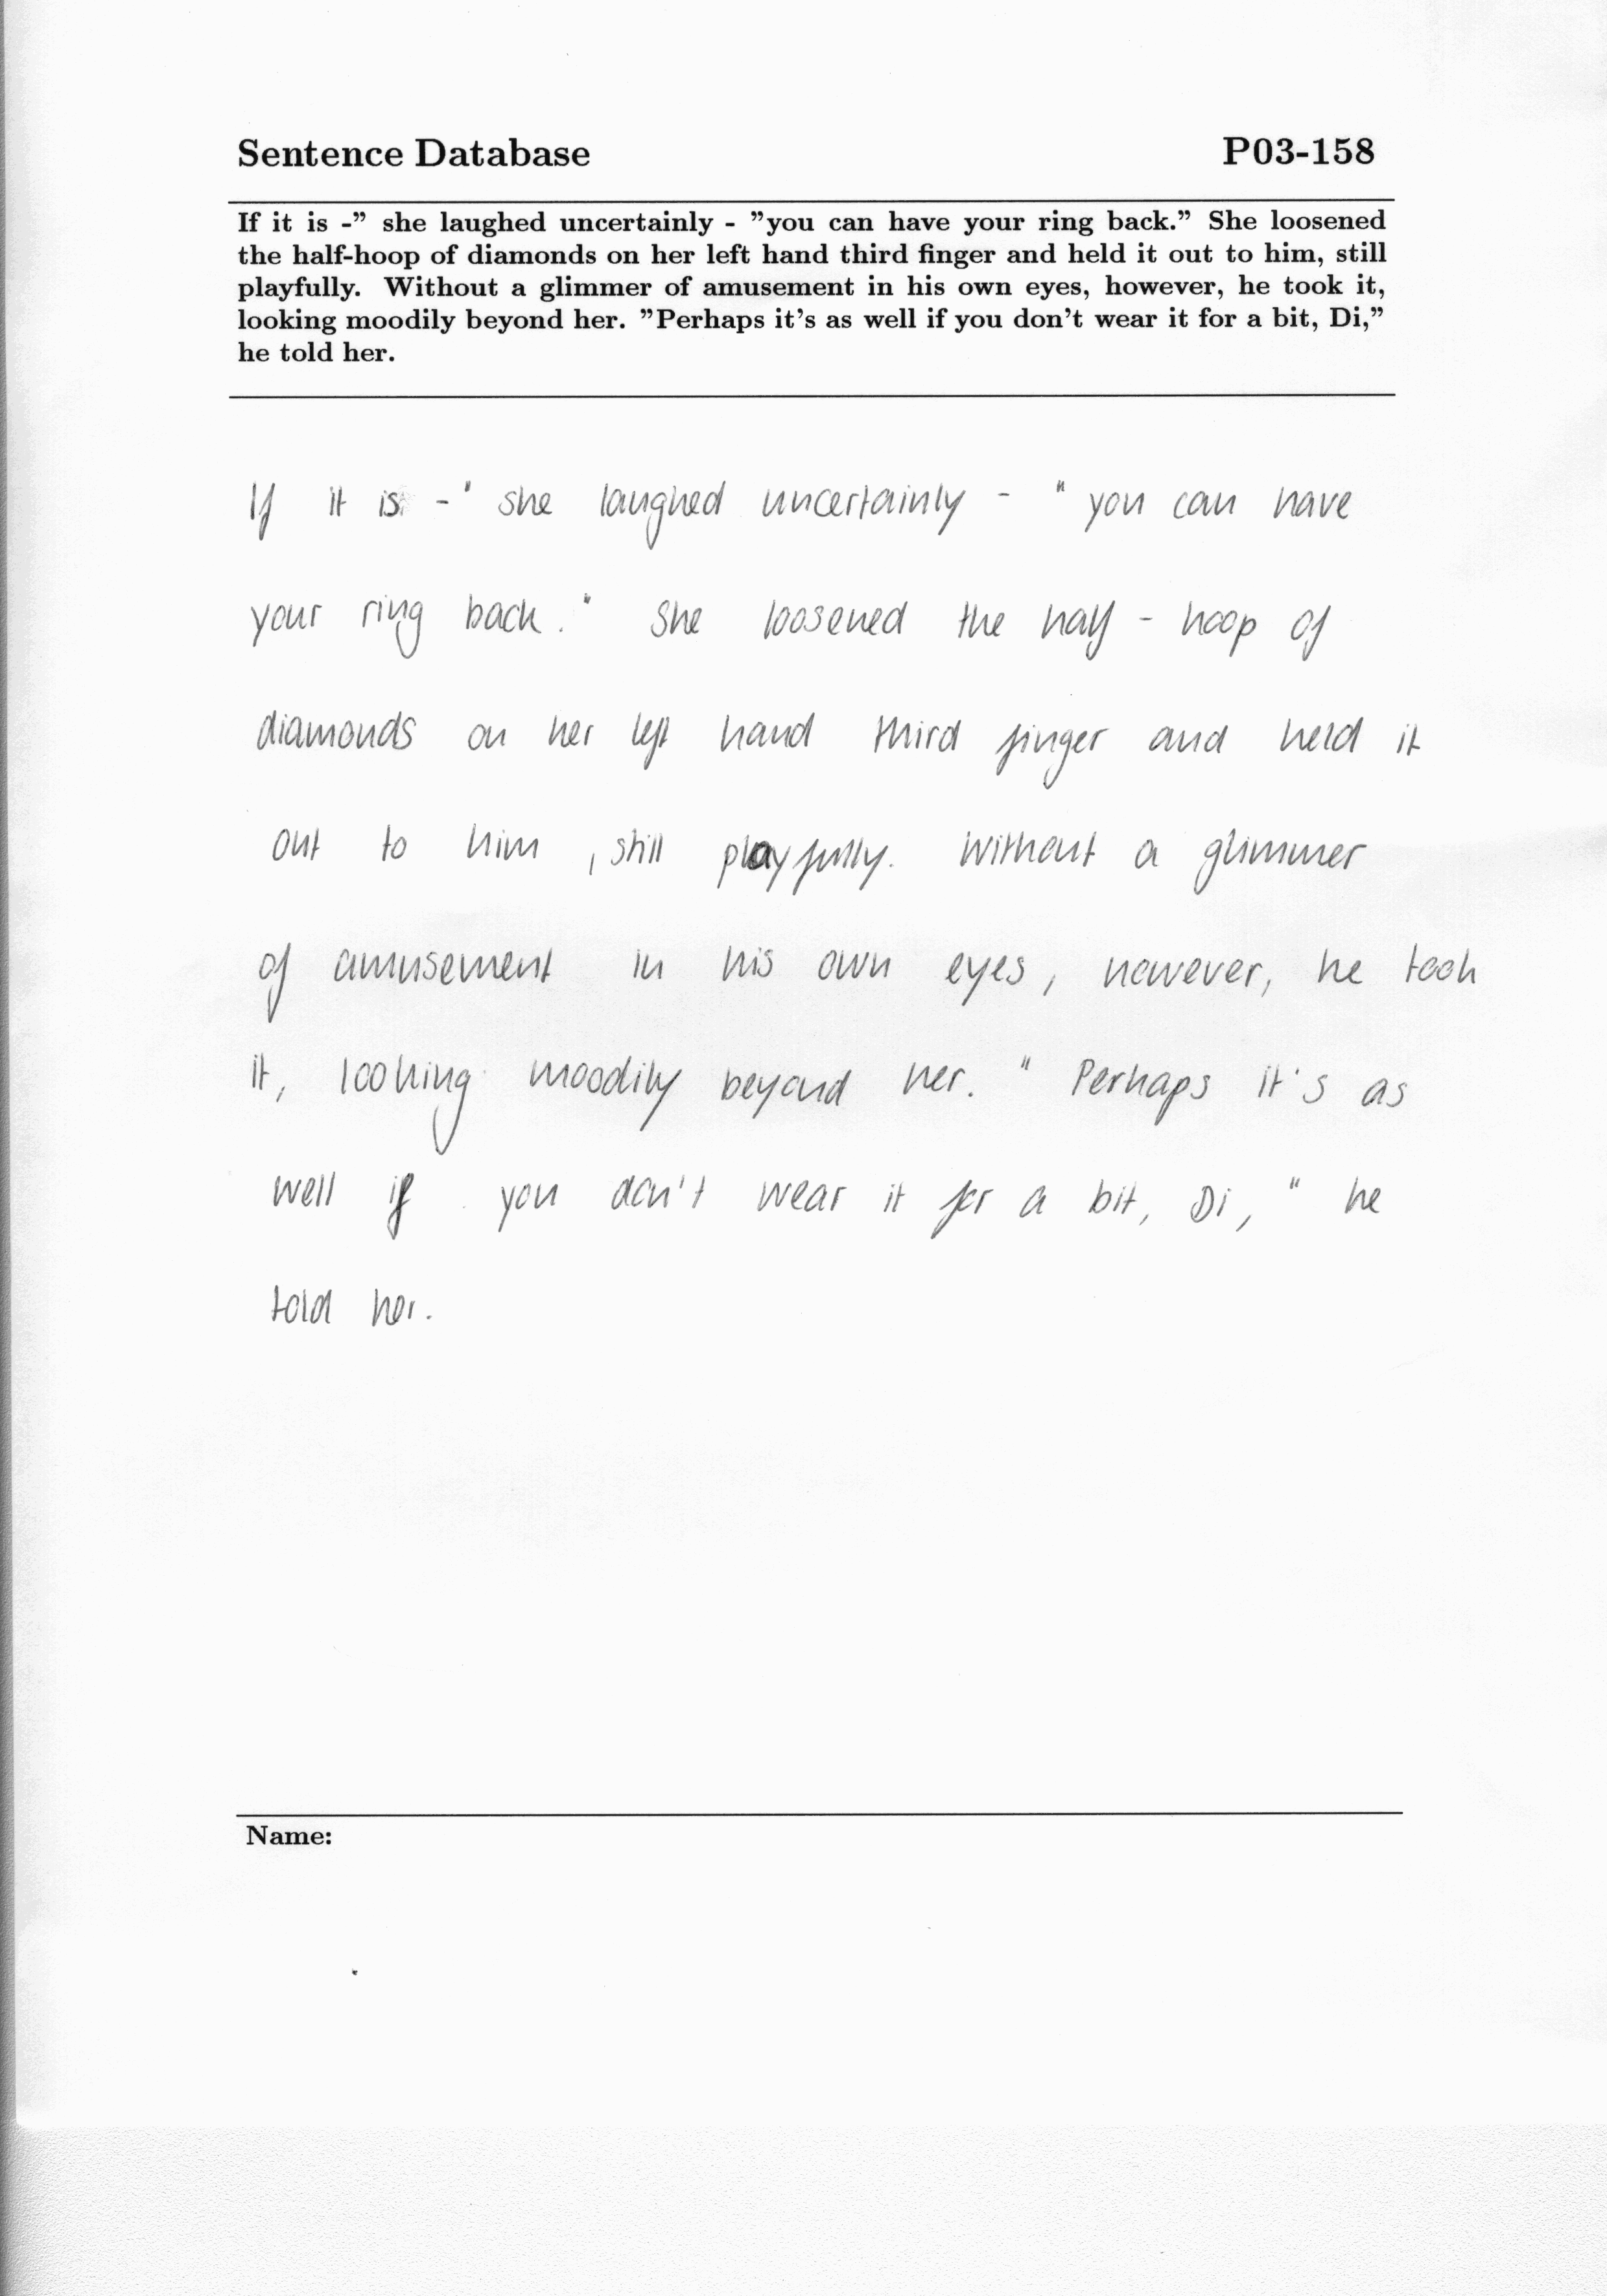 Sentence Database P03-158
If it is -” she laughed uncertainly - ”you can have your ring back.” She loosened
the half-hoop of diamonds on her left hand third finger and held it out to him, still
playfully. Without a glimmer of amusement in his own eyes, however, he took it,
looking moodily beyond her. ”Perhaps it’s as well if you don’t wear it for a bit, Di,”
he told her.
If it is -" she laughed uncertainly - "you can have
your ring back." She loosened the half-hoop of
diamonds on her left hand third finger and held it
out to him, still playfully. Without a glimmer
of amusement in his own eyes, however, he took
it, looking moodily beyond her. "Perhaps it's as
well if you don't wear it for a bit, Di," he
told her.
Name: